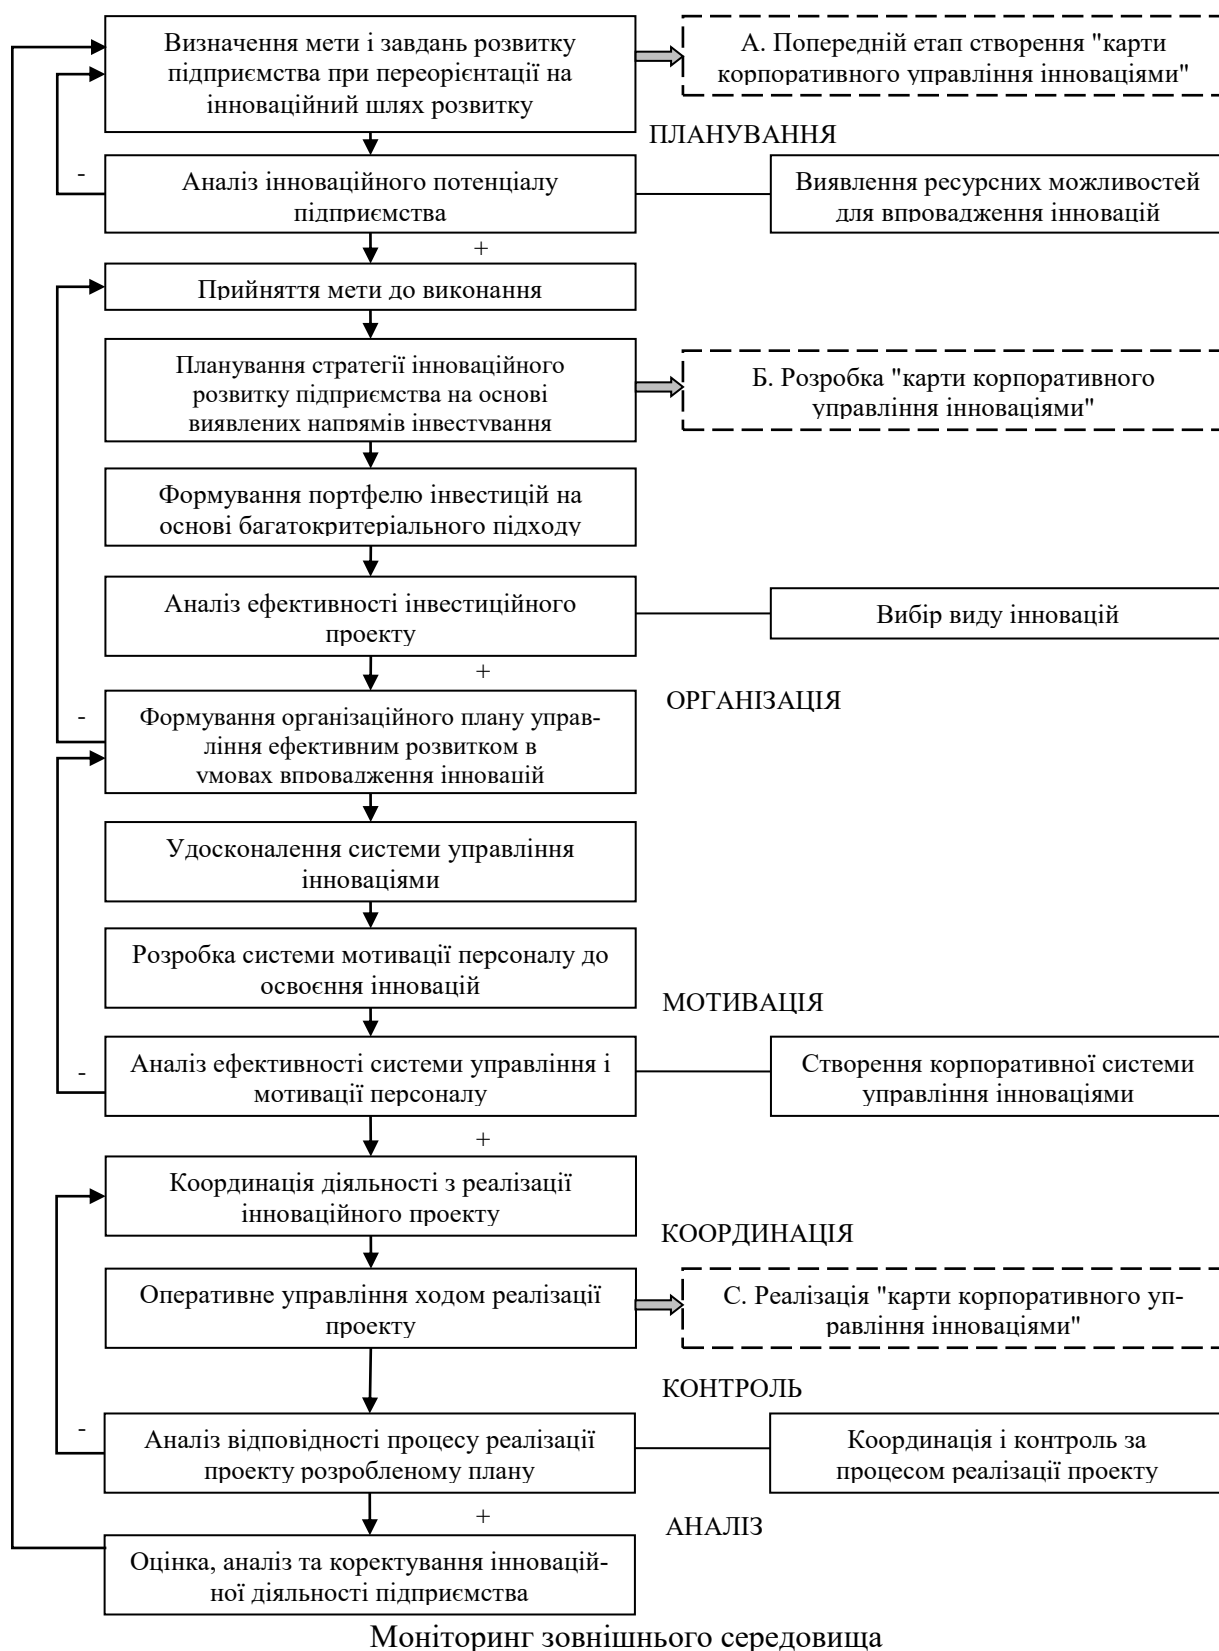 Визначення мети і завдань розвитку
підприємства при переорієнтації на
інноваційний шлях розвитку
А. Попередній етап створення "карти
корпоративного управління інноваціями"
ПЛАНУВАННЯ
-
Аналіз інноваційного потенціалу
підприємства
Виявлення ресурсних можливостей
для впровадження інновацій
+
Прийняття мети до виконання
Планування стратегії інноваційного
розвитку підприємства на основі
виявлених напрямів інвестування
Б. Розробка "карти корпоративного
управління інноваціями"
Формування портфелю інвестицій на
основі багатокритеріального підходу
Аналіз ефективності інвестиційного
проекту
Вибір виду інновацій
+
ОРГАНІЗАЦІЯ
-
Формування організаційного плану управ-
ління ефективним розвитком в
умовах впровадження інновацій
Удосконалення системи управління
інноваціями
Розробка системи мотивації персоналу до
освоєння інновацій
МОТИВАЦІЯ
-
Аналіз ефективності системи управління і
мотивації персоналу
Створення корпоративної системи
управління інноваціями
+
Координація діяльності з реалізації
інноваційного проекту
КООРДИНАЦІЯ
Оперативне управління ходом реалізації
проекту
С. Реалізація "карти корпоративного уп-
равління інноваціями"
КОНТРОЛЬ
-
Аналіз відповідності процесу реалізації
проекту розробленому плану
Координація і контроль за
процесом реалізації проекту
+
АНАЛІЗ
Оцінка, аналіз та коректування інновацій-
ної діяльності підприємства
Моніторинг зовнішнього середовища